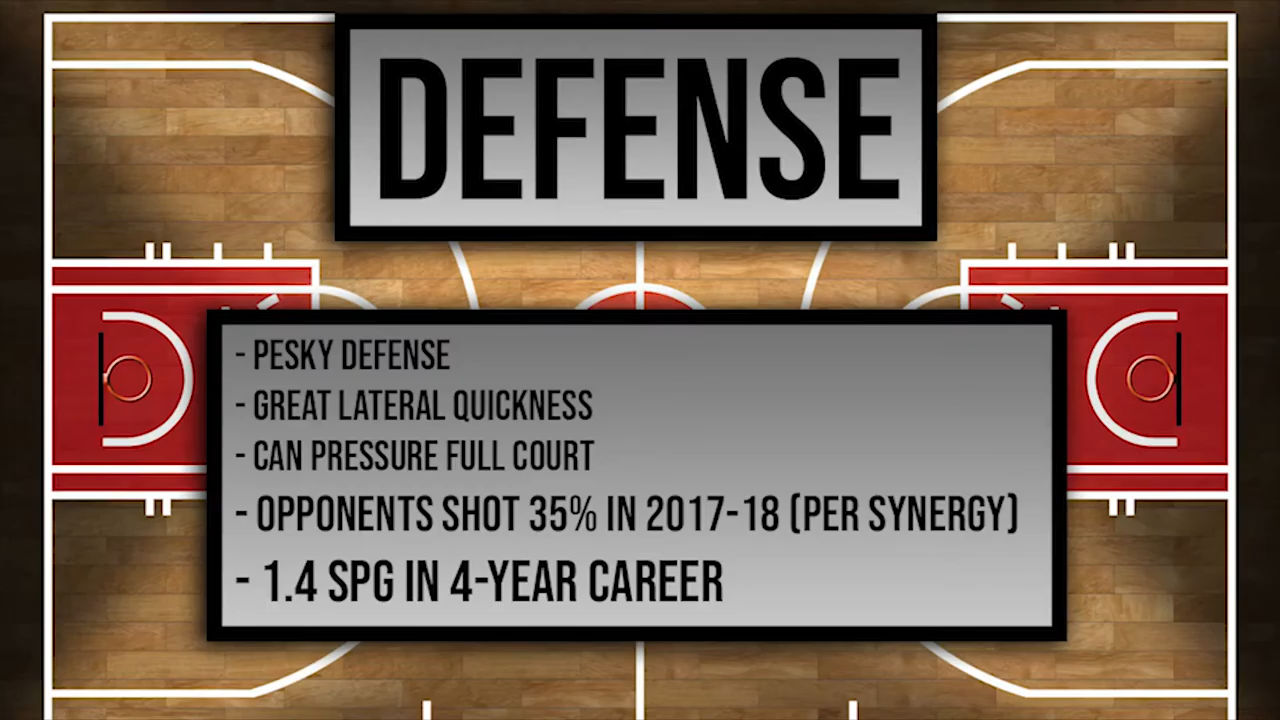 DEFENSE
- PESKY DEFENSE
- GREAT LATERAL QUICKNESS
- CAN PRESSURE FULL COURT
- OPPONENTS SHOT 35% IN 2017-18 (PER SYNERGY)
- 1.4 SPG IN 4-YEAR CAREER